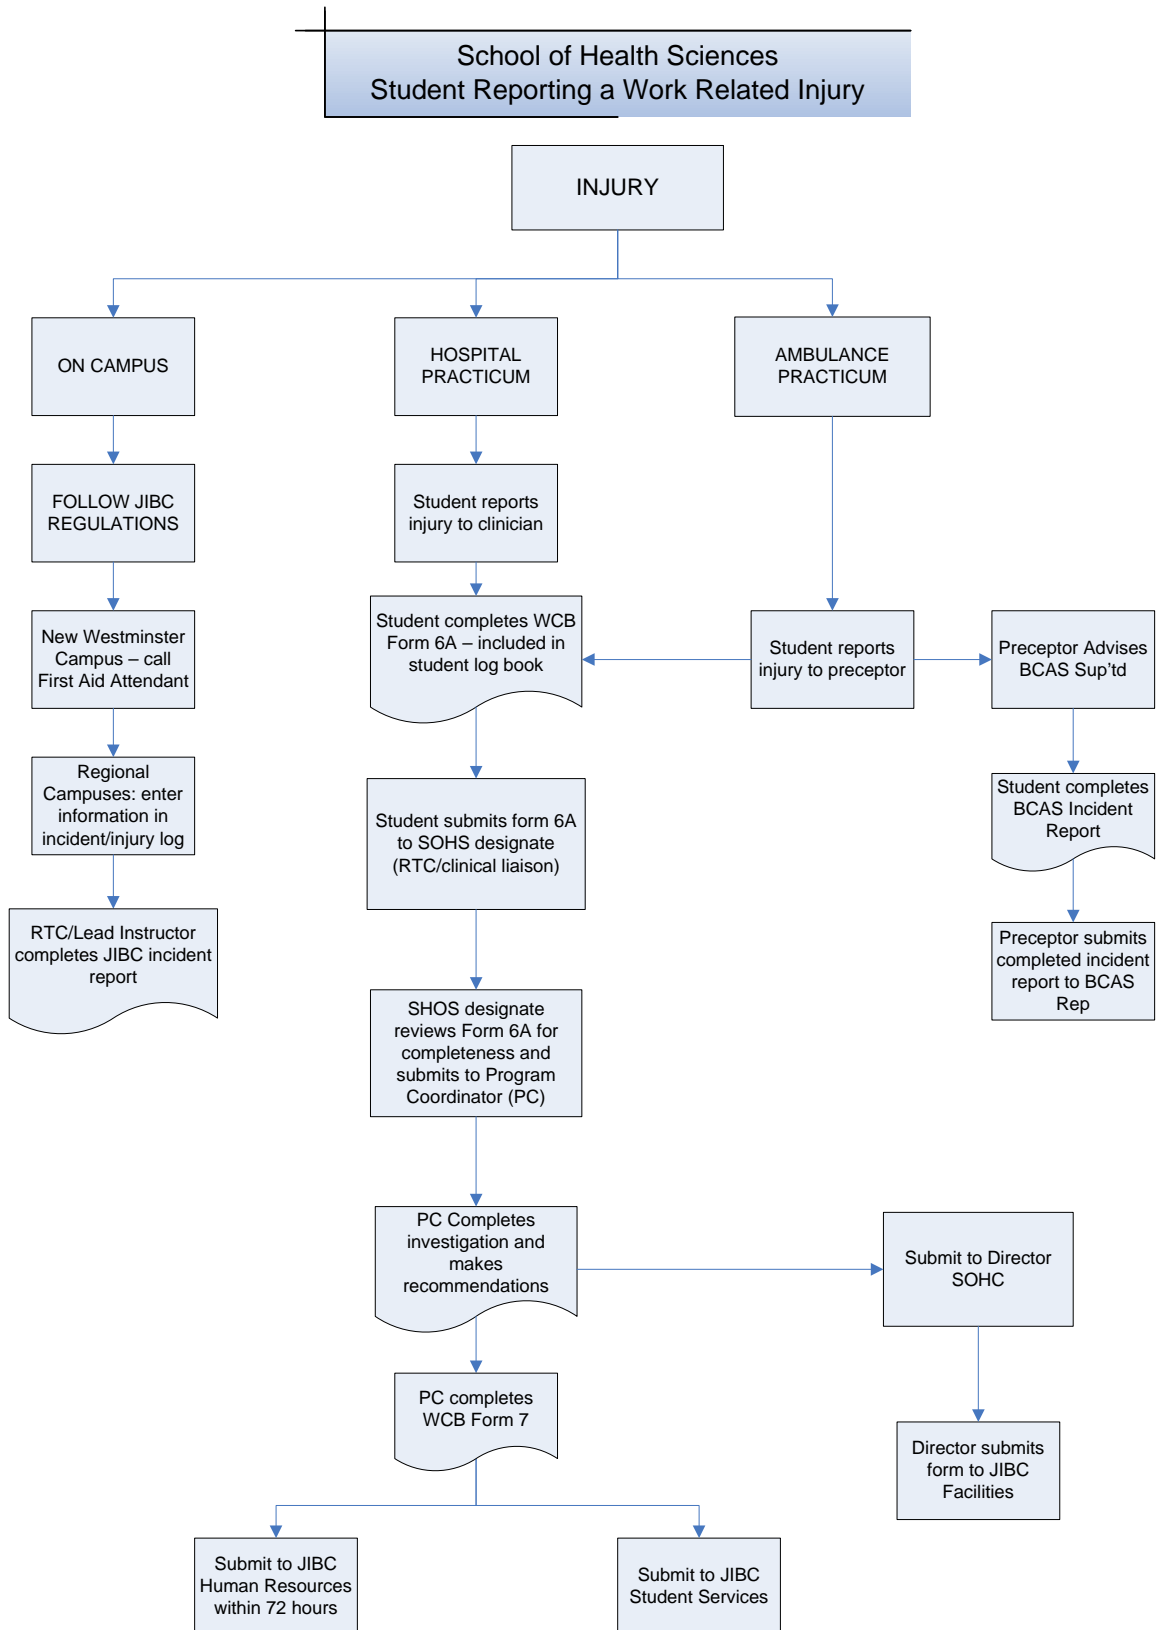 School of Health Sciences
Student Reporting a Work Related Injury
INJURY
ON CAMPUS
HOSPITAL
PRACTICUM
AMBULANCE
PRACTICUM
FOLLOW JIBC
REGULATIONS
Student reports
injury to clinician
New Westminster
Campus – call
First Aid Attendant
Student completes WCB
Form 6A – included in
student log book
Student reports
injury to preceptor
Preceptor Advises
BCAS Sup'td
Regional
Campuses: enter
information in
incident/injury log
Student submits form 6A
to SOHS designate
(RTC/clinical liaison)
Student completes
BCAS Incident
Report
RTC/Lead Instructor
completes JIBC incident
report
Preceptor submits
completed incident
report to BCAS
Rep
SHOS designate
reviews Form 6A for
completeness and
submits to Program
Coordinator (PC)
PC Completes
investigation and
makes
recommendations
Submit to Director
SOHC
PC completes
WCB Form 7
Director submits
form to JIBC
Facilities
Submit to JIBC
Human Resources
within 72 hours
Submit to JIBC
Student Services